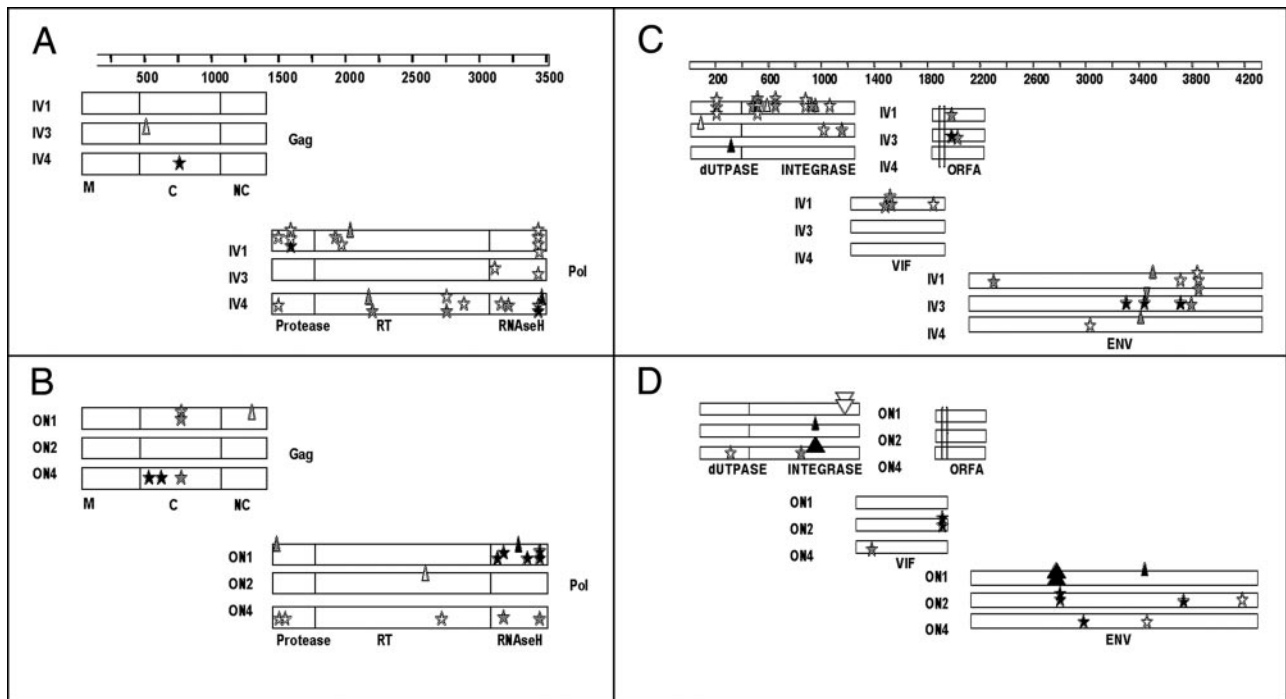 A
500 1000 1500 2000 2500 3000 3500
IV1
IV3
IV4
Gag
M C NC
IV1
IV3
IV4
Pol
Protease RT RNAseH
B
ON1
ON2
ON4
Gag
M C NC
ON1
ON2
ON4
Pol
Protease RT RNAseH
C
200 600 1000 1400 1800 2200 2600 3000 3400 3800 4200
IV1
IV3
IV4
dUTPASE INTEGRASE
ORFA
IV1
IV3
IV4
VIF
IV1
IV3
IV4
ENV
D
ON1
ON2
ON4
dUTPASE INTEGRASE
ORFA
ON1
ON2
ON4
VIF
ON1
ON2
ON4
ENV